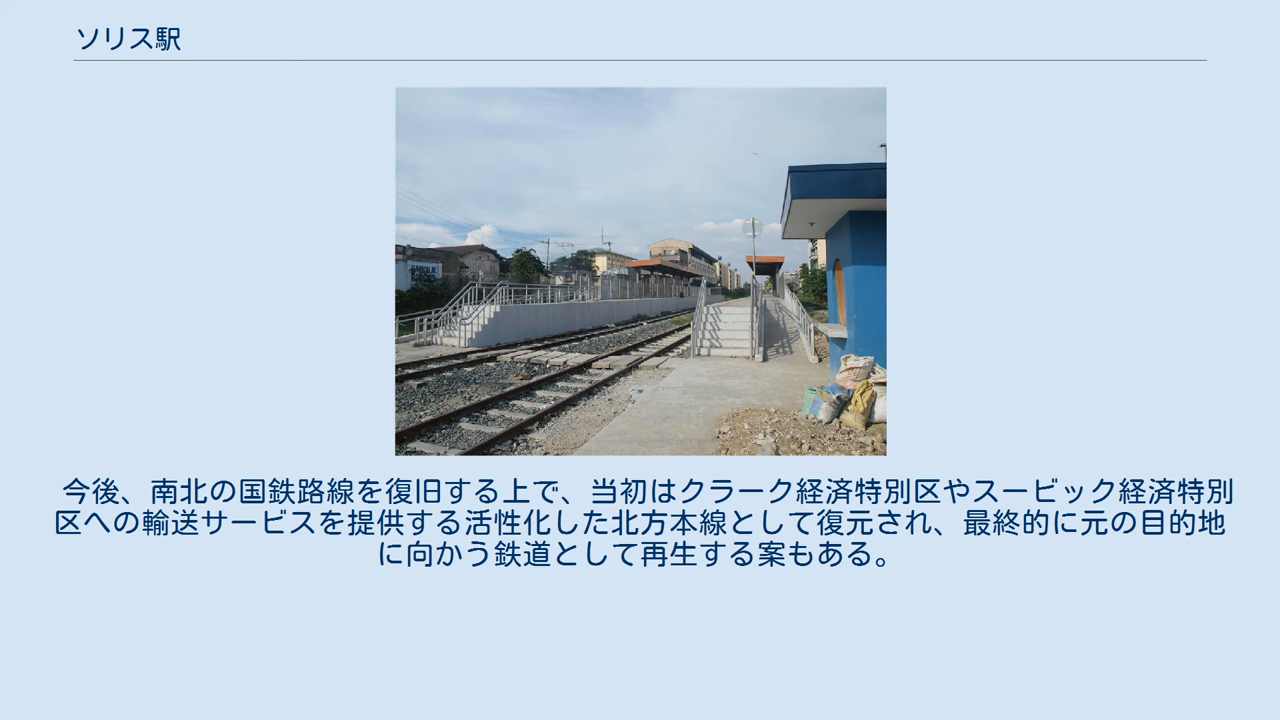 ソリス駅
今後、南北の国鉄路線を復旧する上で、当初はクラーク経済特別区やスービック経済特別
区への輸送サービスを提供する活性化した北方本線として復元され、最終的に元の目的地
に向かう鉄道として再生する案もある。